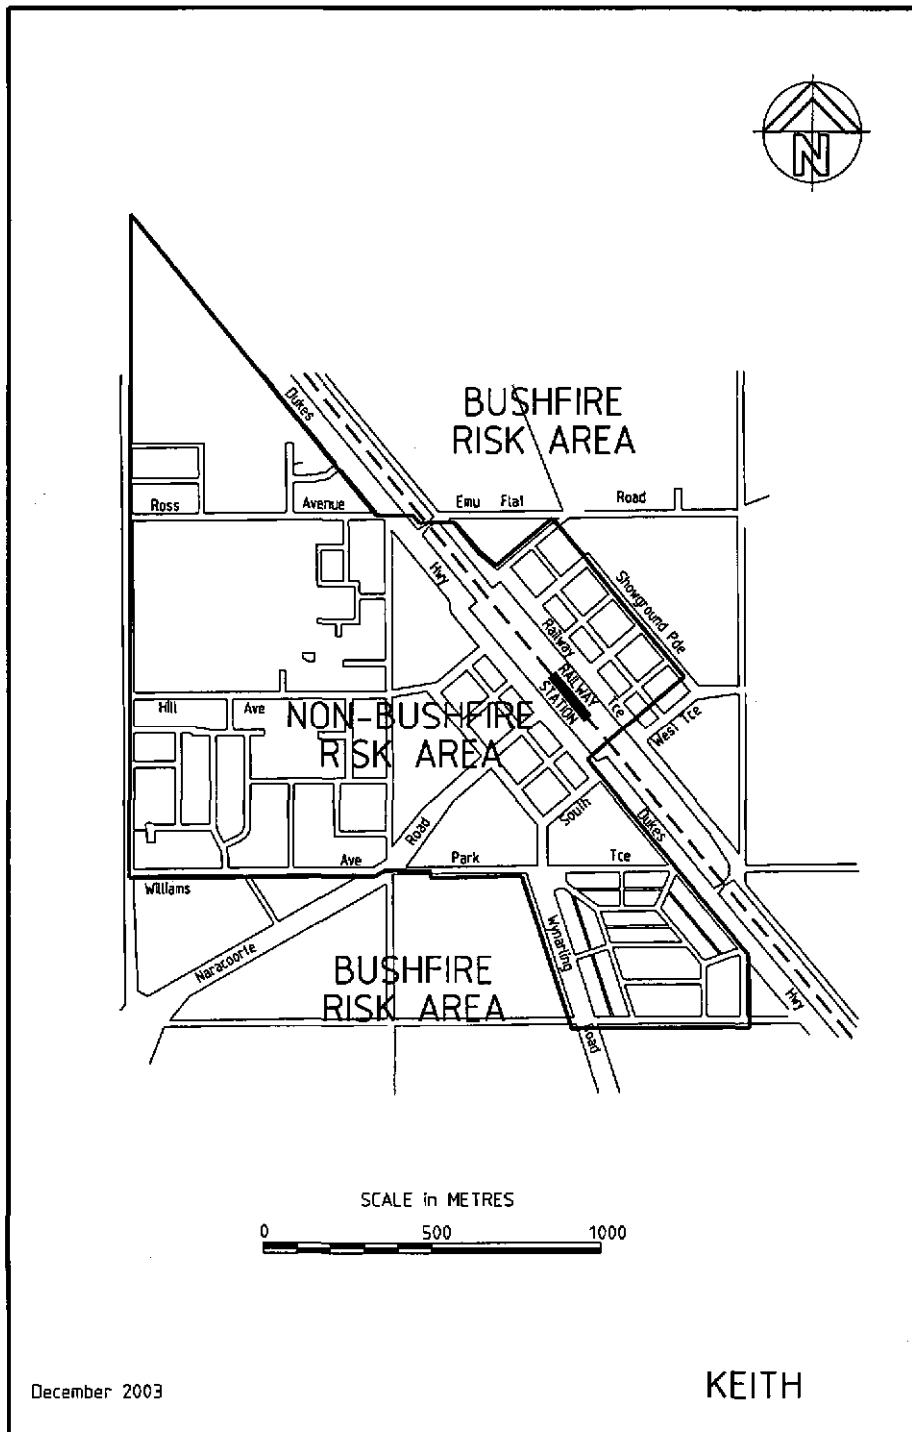 N
BUSHFIRE
RISK AREA
Dukes
Ross
Avenue
Emu Flat
Road
Hwy
Showground Pde
Railway
Tce
RAILWAY
STATION
West Tce
Hill
Ave
NON-BUSHFIRE
RISK AREA
South
Dukes
Road
Ave
Park
Tce
Williams
Naracoorte
Wynarling
BUSHFIRE
RISK AREA
Hwy
Road
SCALE in METRES
0 500 1000
December 2003
KEITH